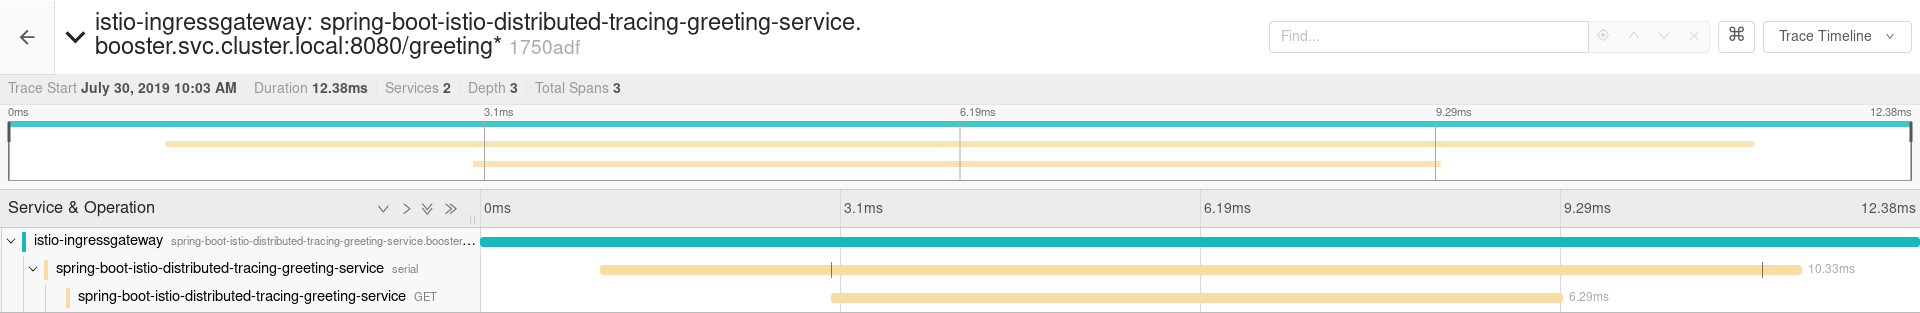 istio-ingressgateway: spring-boot-istio-distributed-tracing-greeting-service.
booster.svc.cluster.local:8080/greeting* 1750adf
Find...
⌘
Trace Timeline
Trace Start July 30, 2019 10:03 AM Duration 12.38ms Services 2 Depth 3 Total Spans 3
0ms 3.1ms 6.19ms 9.29ms 12.38ms
Service & Operation 0ms 3.1ms 6.19ms 9.29ms 12.38ms
istio-ingressgateway spring-boot-istio-distributed-tracing-greeting-service.booster...
spring-boot-istio-distributed-tracing-greeting-service serial 10.33ms
spring-boot-istio-distributed-tracing-greeting-service GET 6.29ms